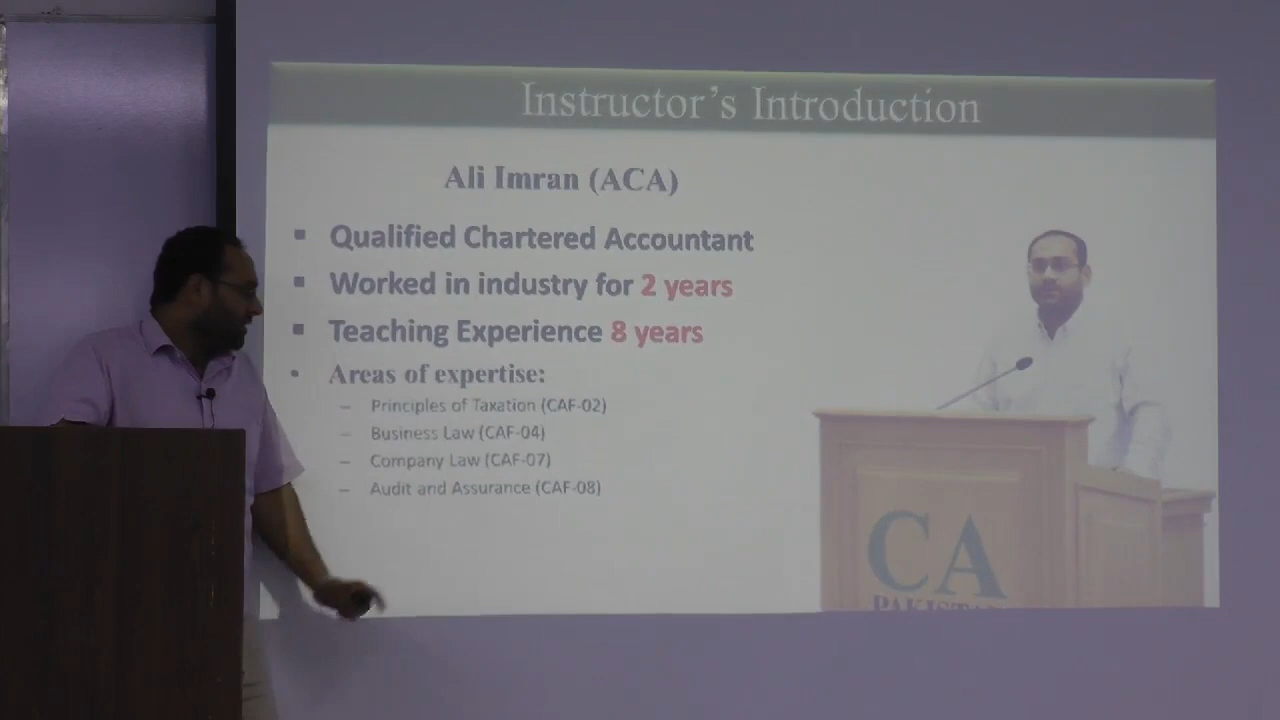 Instructor's Introduction
Ali Imran (ACA)
▪ Qualified Chartered Accountant
▪ Worked in industry for 2 years
▪ Teaching Experience 8 years
• Areas of expertise:
– Principles of Taxation (CAF-02)
– Business Law (CAF-04)
– Company Law (CAF-07)
– Audit and Assurance (CAF-08)
CA
PAKISTAN